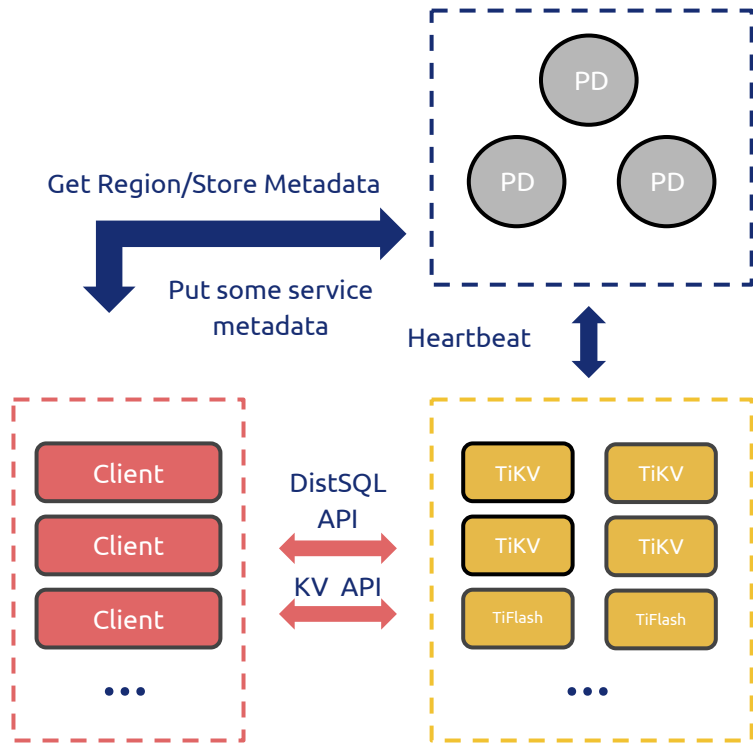 PD
PD
PD
Get Region/Store Metadata
Put some service
metadata
Heartbeat
Client
Client
Client
...
DistSQL
API
KV API
TiKV
TiKV
TiKV
TiKV
TiFlash
TiFlash
...